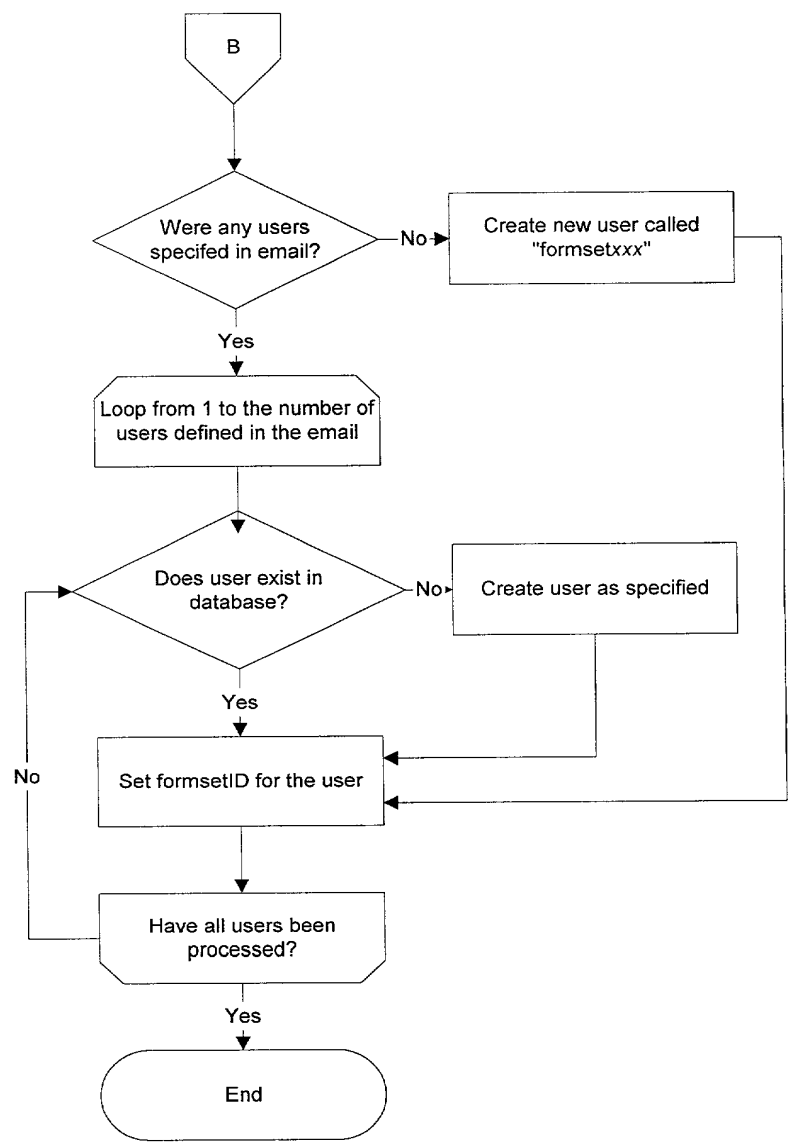 B
Were any users
specifed in email?
No
Create new user called
"formsetxxx"
Yes
Loop from 1 to the number of
users defined in the email
Does user exist in
database?
No
Create user as specified
Yes
Set formsetID for the user
No
Have all users been
processed?
Yes
End